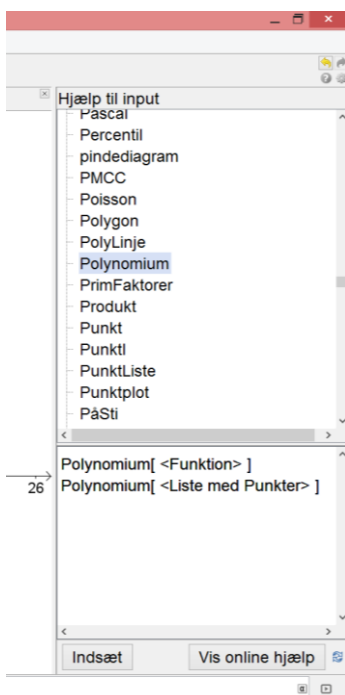 Hjælp til input
Pascal
Percentil
pindediagram
PMCC
Poisson
Polygon
PolyLinje
Polynomium
PrimFaktorer
Produkt
Punkt
PunktI
PunktListe
Punktplot
PåSti
26
Polynomium[ <Funktion> ]
Polynomium[ <Liste med Punkter> ]
Indsæt
Vis online hjælp